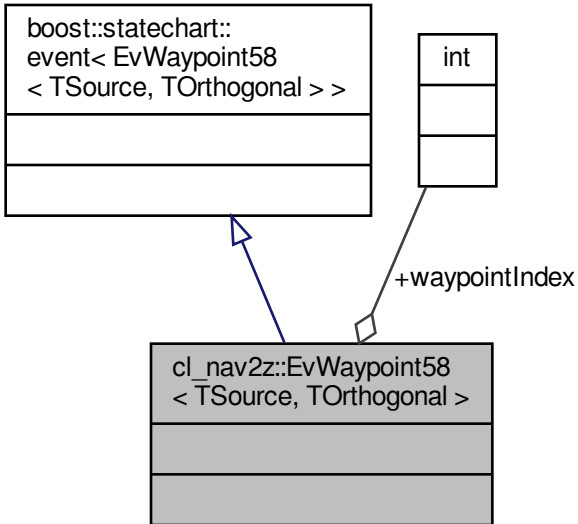 boost::statechart::
event< EvWaypoint58
< TSource, TOrthogonal > >
int
+waypointIndex
cl_nav2z::EvWaypoint58
< TSource, TOrthogonal >